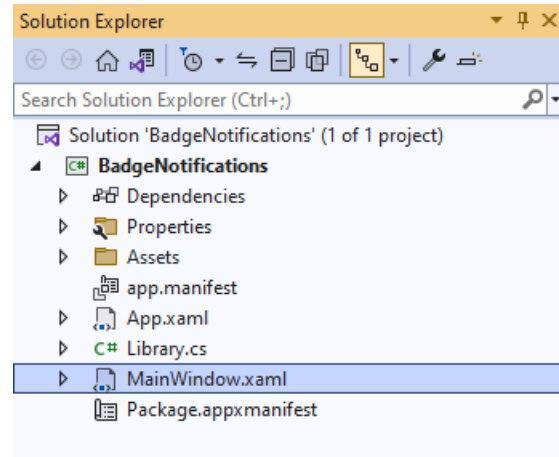 Solution Explorer
Search Solution Explorer (Ctrl+;)
Solution 'BadgeNotifications' (1 of 1 project)
C# BadgeNotifications
Dependencies
Properties
Assets
app.manifest
App.xaml
C# Library.cs
MainWindow.xaml
Package.appxmanifest